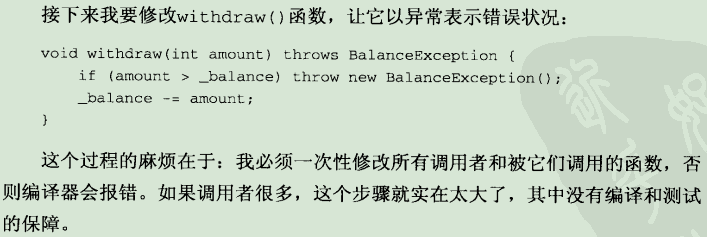 接下来我要修改withdraw()函数，让它以异常表示错误状况：
void withdraw(int amount) throws BalanceException {
    if (amount > _balance) throw new BalanceException();
    _balance -= amount;
}
这个过程的麻烦在于：我必须一次性修改所有调用者和被它们调用的函数，否
则编译器会报错。如果调用者很多，这个步骤就实在太大了，其中没有编译和测试
的保障。